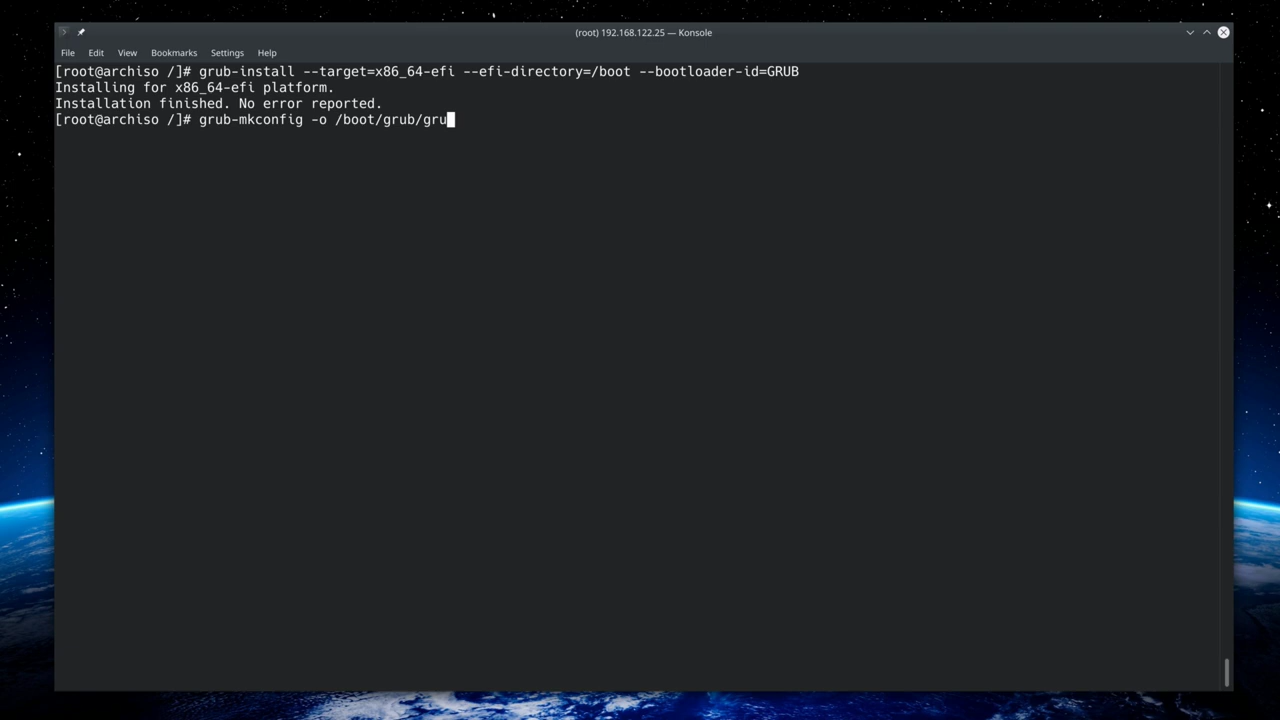 (root) 192.168.122.25 — Konsole
File Edit View Bookmarks Settings Help
[root@archiso /]# grub-install --target=x86_64-efi --efi-directory=/boot --bootloader-id=GRUB
Installing for x86_64-efi platform.
Installation finished. No error reported.
[root@archiso /]# grub-mkconfig -o /boot/grub/gru